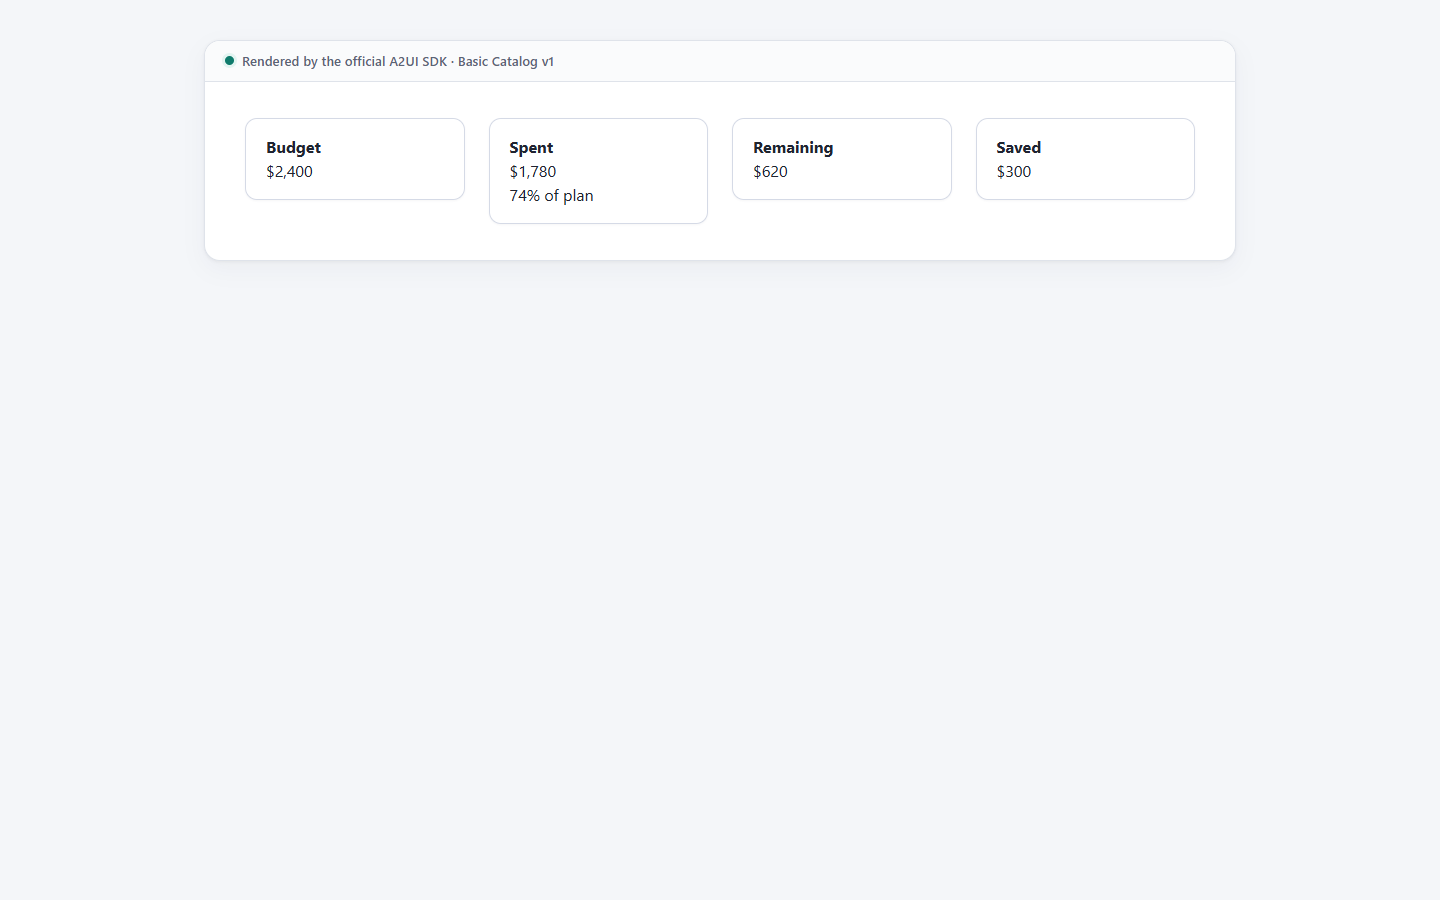 Rendered by the official A2UI SDK · Basic Catalog v1
Budget
$2,400
Spent
$1,780
74% of plan
Remaining
$620
Saved
$300